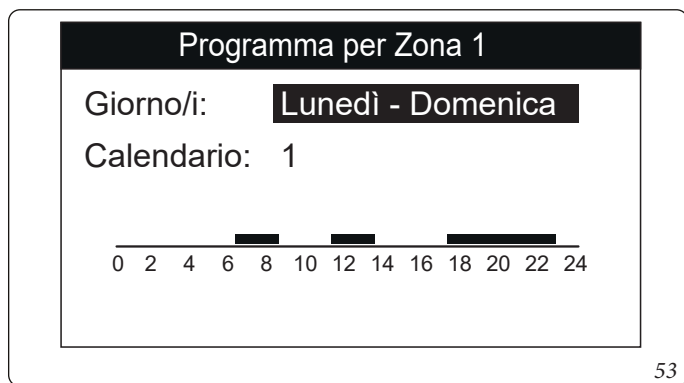 Programma per Zona 1
Giorno/i: Lunedì - Domenica
Calendario: 1
0 2 4 6 8 10 12 14 16 18 20 22 24
53